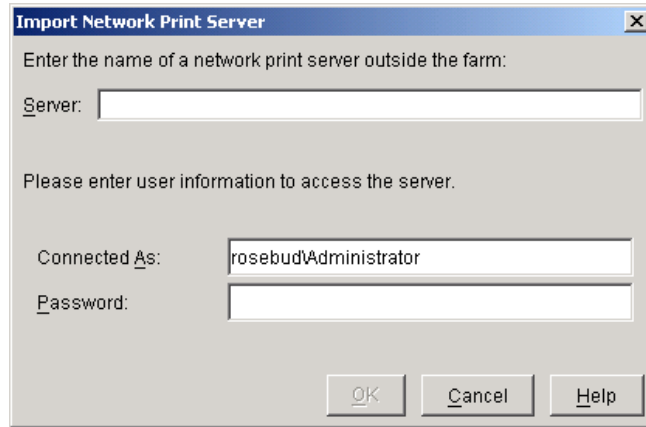 Import Network Print Server
Enter the name of a network print server outside the farm:
Server:
Please enter user information to access the server.
Connected As: rosebud\Administrator
Password:
OK Cancel Help